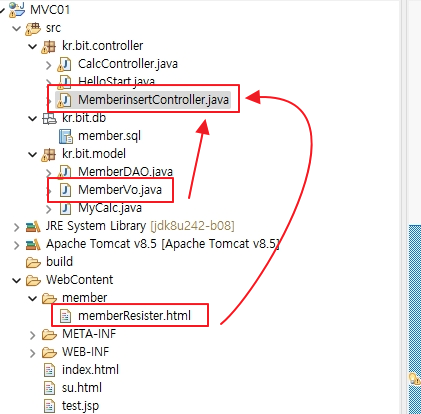 MVC01
src
kr.bit.controller
CalcController.java
HelloStart.java
MemberinsertController.java
kr.bit.db
member.sql
kr.bit.model
MemberDAO.java
MemberVo.java
MyCalc.java
JRE System Library [jdk8u242-b08]
Apache Tomcat v8.5 [Apache Tomcat v8.5]
build
WebContent
member
memberResister.html
META-INF
WEB-INF
index.html
su.html
test.jsp